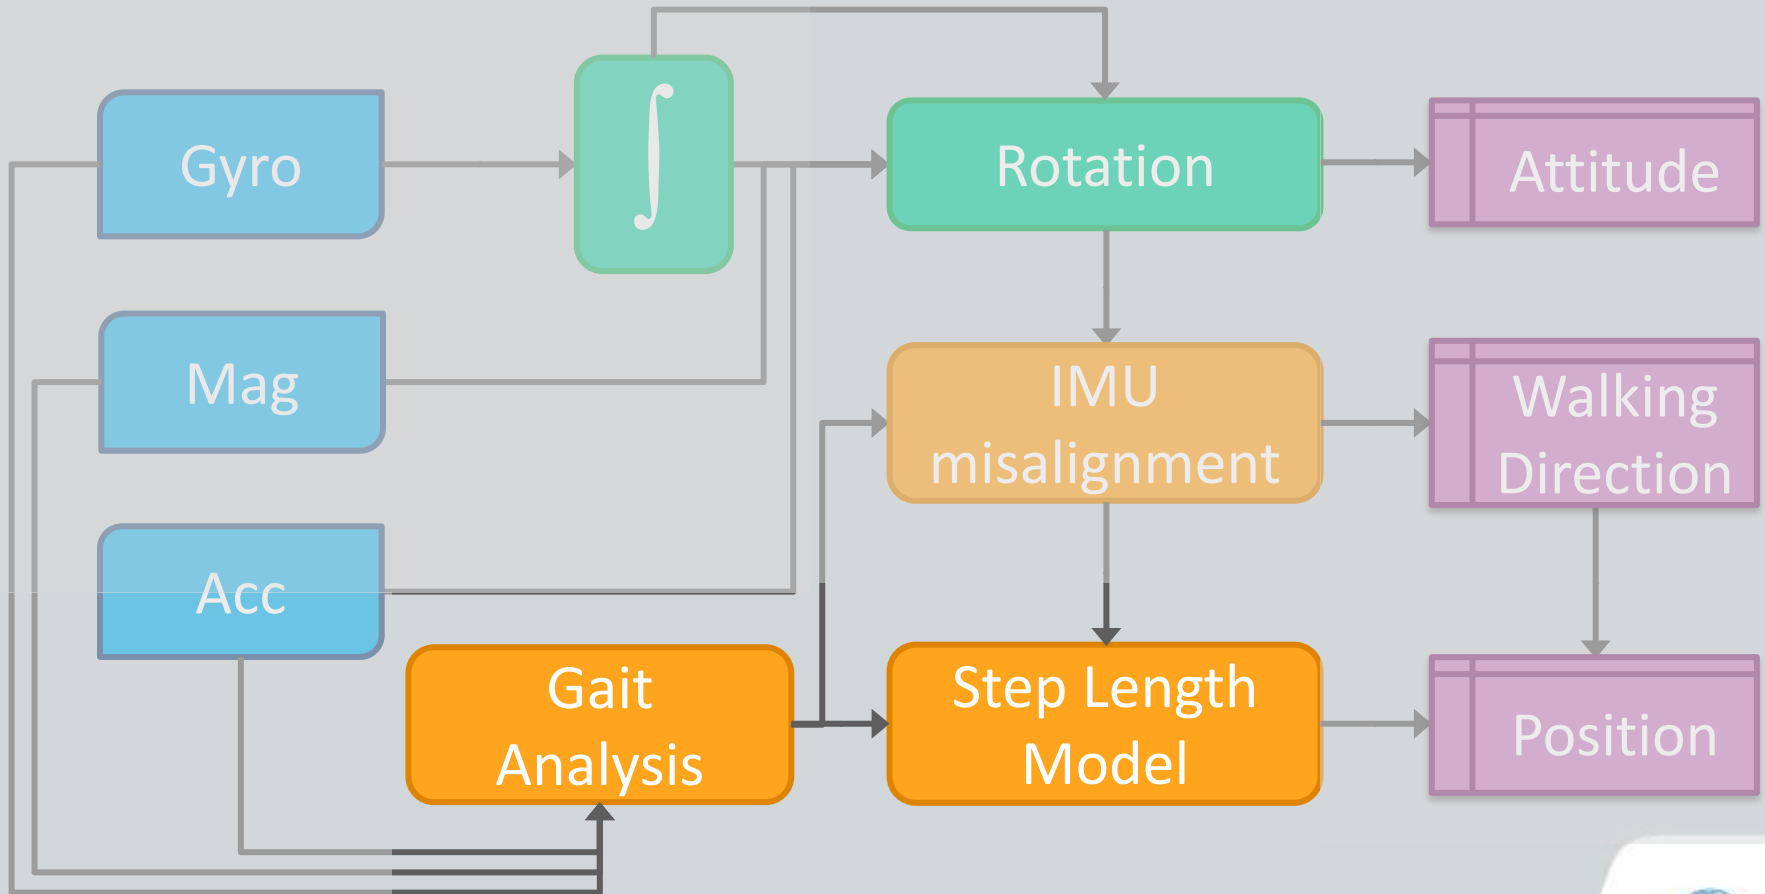 Gyro
∫
Rotation
Attitude
Mag
IMU
misalignment
Walking
Direction
Acc
Gait
Analysis
Step Length
Model
Position